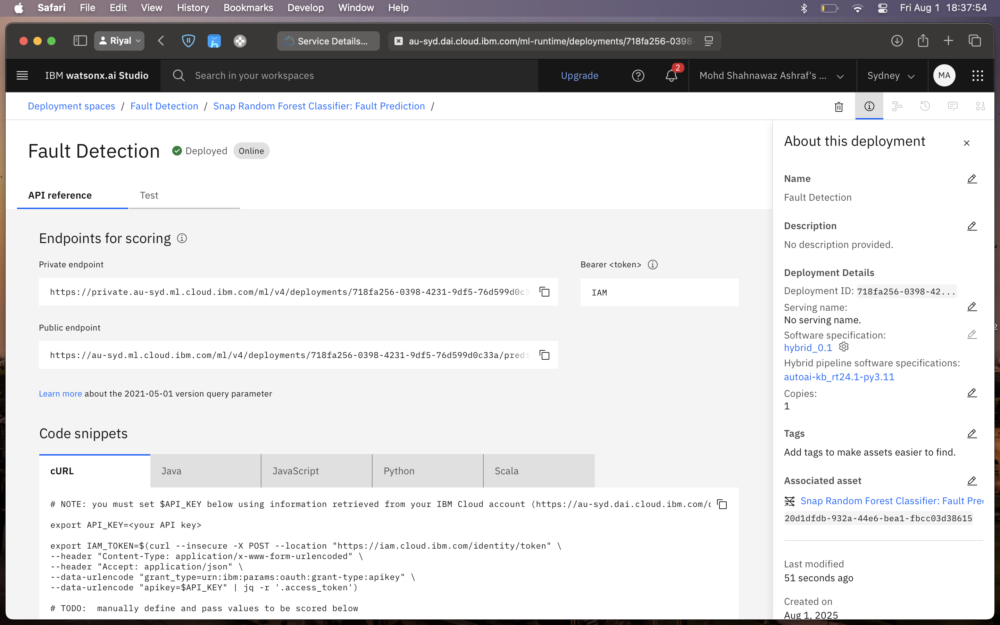 Safari File Edit View History Bookmarks Develop Window Help Fri Aug 1 18:37:54
Riyal Service Details... au-syd.dai.cloud.ibm.com/ml-runtime/deployments/718fa256-0398-
IBM watsonx.ai Studio Search in your workspaces Upgrade 2 Mohd Shahnawaz Ashraf's ... Sydney MA
Deployment spaces / Fault Detection / Snap Random Forest Classifier: Fault Prediction /
Fault Detection Deployed Online
API reference Test
Endpoints for scoring
Private endpoint
https://private.au-syd.ml.cloud.ibm.com/ml/v4/deployments/718fa256-0398-4231-9df5-76d599d0c3
Bearer <token>
IAM
Public endpoint
https://au-syd.ml.cloud.ibm.com/ml/v4/deployments/718fa256-0398-4231-9df5-76d599d0c33a/predi
Learn more about the 2021-05-01 version query parameter
Code snippets
cURL Java JavaScript Python Scala
# NOTE: you must set $API_KEY below using information retrieved from your IBM Cloud account (https://au-syd.dai.cloud.ibm.com/
export API_KEY=<your API key>
export IAM_TOKEN=$(curl --insecure -X POST --location "https://iam.cloud.ibm.com/identity/token" \
--header "Content-Type: application/x-www-form-urlencoded" \
--header "Accept: application/json" \
--data-urlencode "grant_type=urn:ibm:params:oauth:grant-type:apikey" \
--data-urlencode "apikey=$API_KEY" | jq -r '.access_token')
# TODO:  manually define and pass values to be scored below
About this deployment
Name
Fault Detection
Description
No description provided.
Deployment Details
Deployment ID: 718fa256-0398-42...
Serving name:
No serving name.
Software specification:
hybrid_0.1
Hybrid pipeline software specifications:
autoai-kb_rt24.1-py3.11
Copies:
1
Tags
Add tags to make assets easier to find.
Associated asset
Snap Random Forest Classifier: Fault Pre
20d1dfdb-932a-44e6-bea1-fbcc03d38615
Last modified
51 seconds ago
Created on
Aug 1, 2025